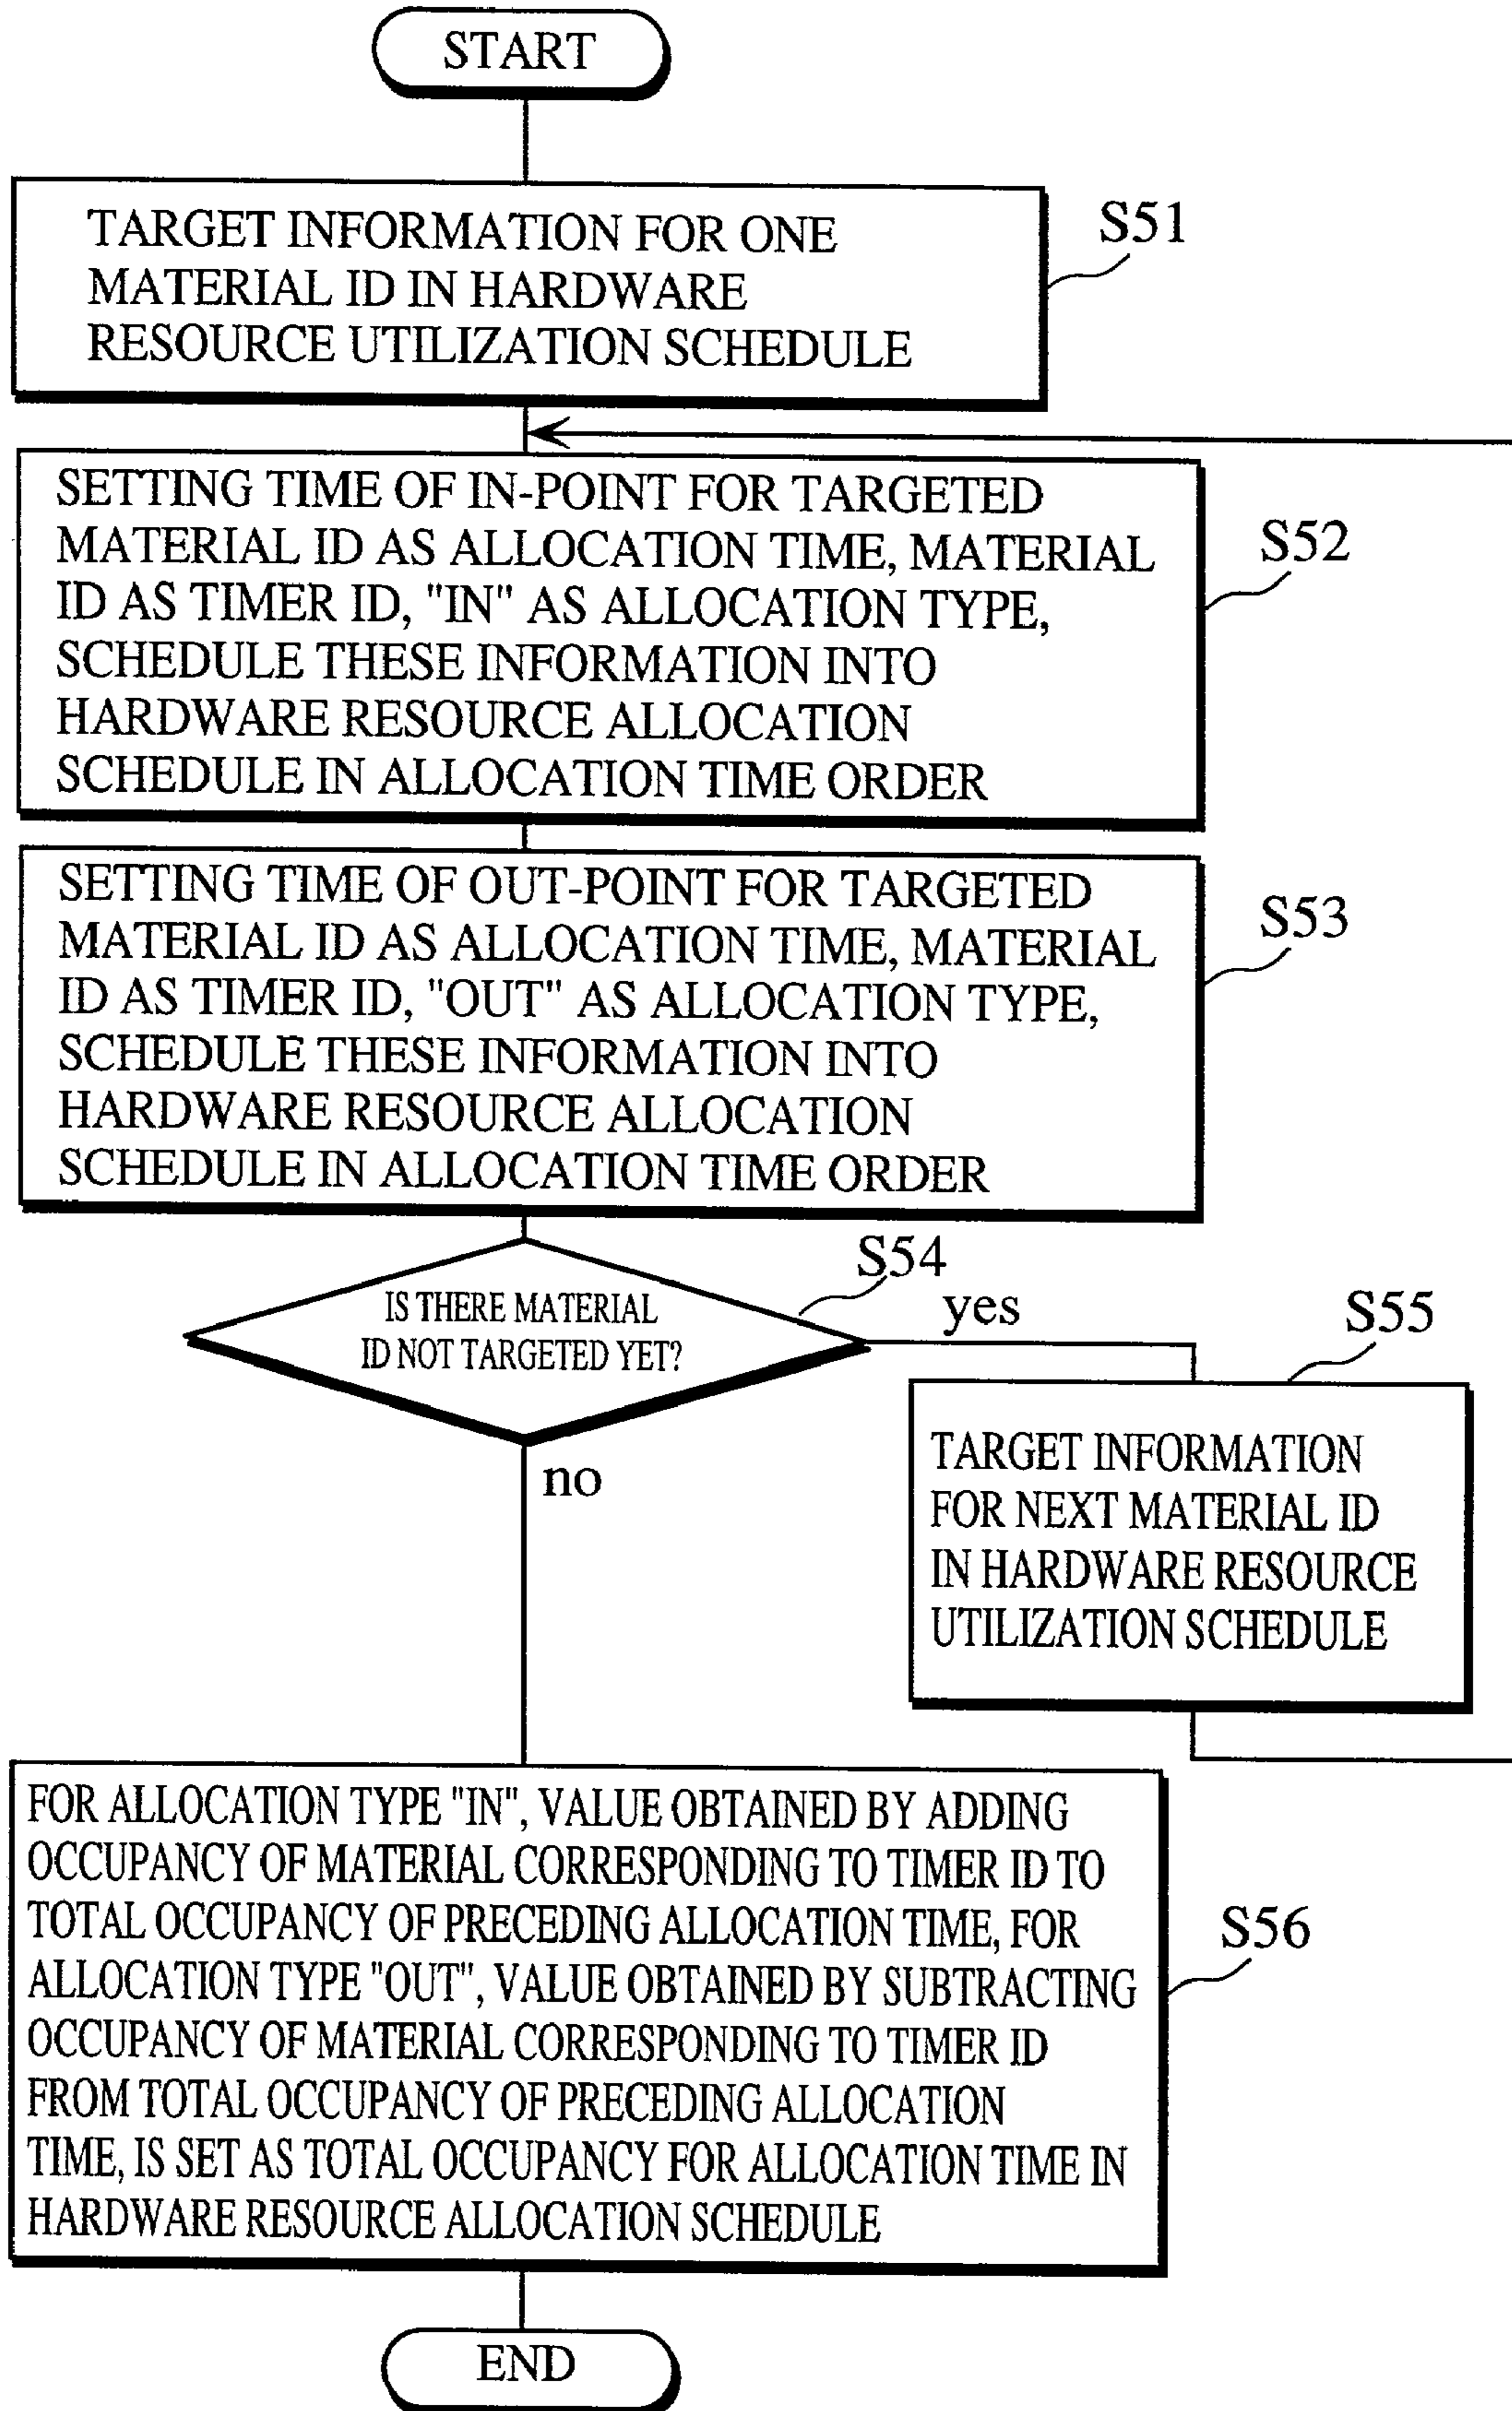 START
TARGET INFORMATION FOR ONE
MATERIAL ID IN HARDWARE
RESOURCE UTILIZATION SCHEDULE
S51
SETTING TIME OF IN-POINT FOR TARGETED
MATERIAL ID AS ALLOCATION TIME, MATERIAL
ID AS TIMER ID, "IN" AS ALLOCATION TYPE,
SCHEDULE THESE INFORMATION INTO
HARDWARE RESOURCE ALLOCATION
SCHEDULE IN ALLOCATION TIME ORDER
S52
SETTING TIME OF OUT-POINT FOR TARGETED
MATERIAL ID AS ALLOCATION TIME, MATERIAL
ID AS TIMER ID, "OUT" AS ALLOCATION TYPE,
SCHEDULE THESE INFORMATION INTO
HARDWARE RESOURCE ALLOCATION
SCHEDULE IN ALLOCATION TIME ORDER
S53
IS THERE MATERIAL
ID NOT TARGETED YET?
S54
yes
no
S55
TARGET INFORMATION
FOR NEXT MATERIAL ID
IN HARDWARE RESOURCE
UTILIZATION SCHEDULE
FOR ALLOCATION TYPE "IN", VALUE OBTAINED BY ADDING
OCCUPANCY OF MATERIAL CORRESPONDING TO TIMER ID TO
TOTAL OCCUPANCY OF PRECEDING ALLOCATION TIME, FOR
ALLOCATION TYPE "OUT", VALUE OBTAINED BY SUBTRACTING
OCCUPANCY OF MATERIAL CORRESPONDING TO TIMER ID
FROM TOTAL OCCUPANCY OF PRECEDING ALLOCATION
TIME, IS SET AS TOTAL OCCUPANCY FOR ALLOCATION TIME IN
HARDWARE RESOURCE ALLOCATION SCHEDULE
S56
END